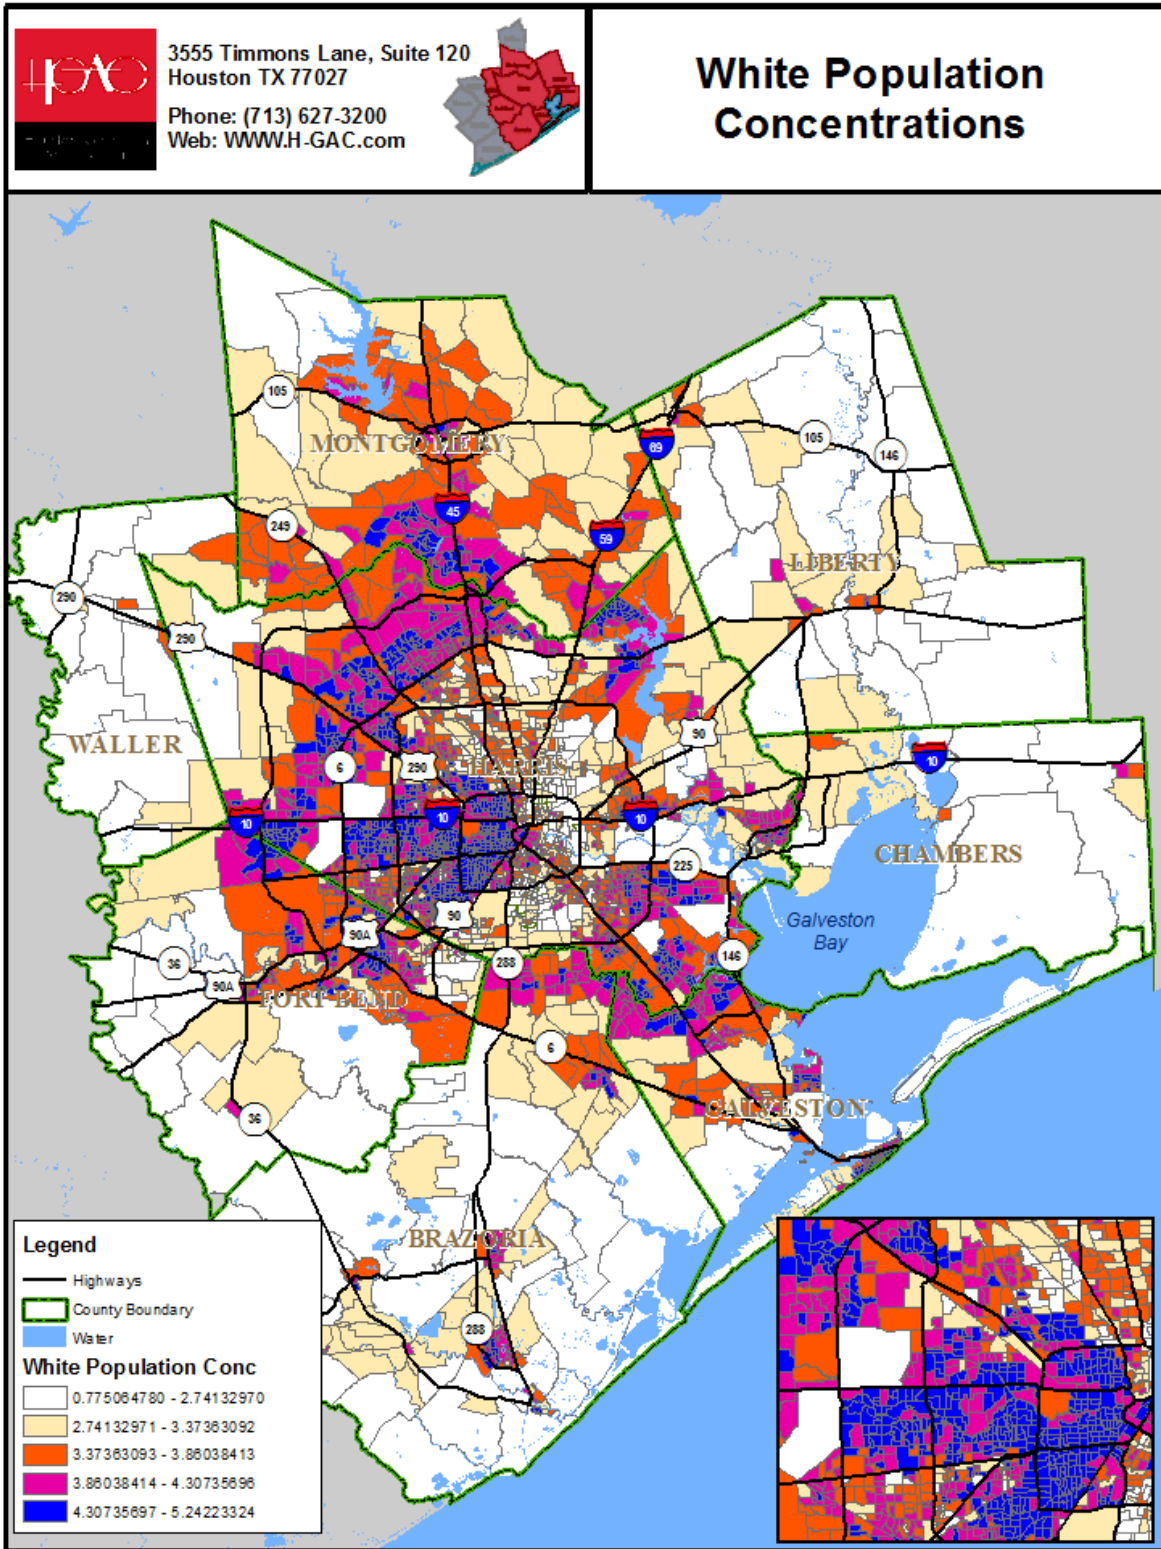 HGAC
3555 Timmons Lane, Suite 120
Houston TX 77027
Phone: (713) 627-3200
Web: WWW.H-GAC.com
White Population
Concentrations
105
MONTGOMERY
69
105
146
45
249
59
LIBERTY
290
290
WALLER
6
290
HARRIS
90
10
10
10
10
225
CHAMBERS
Galveston
Bay
90
90A
36
90A
288
146
FORT BEND
6
36
GALVESTON
BRAZORIA
288
Legend
Highways
County Boundary
Water
White Population Conc
0.775064780 - 2.74132970
2.74132971 - 3.37363092
3.37363093 - 3.86038413
3.86038414 - 4.30735696
4.30735697 - 5.24223324